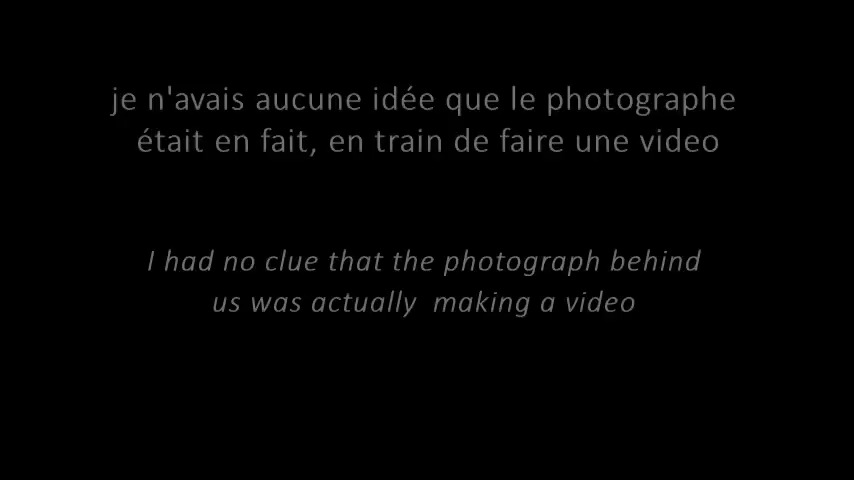 je n'avais aucune idée que le photographe
était en fait, en train de faire une video
I had no clue that the photograph behind
us was actually  making a video